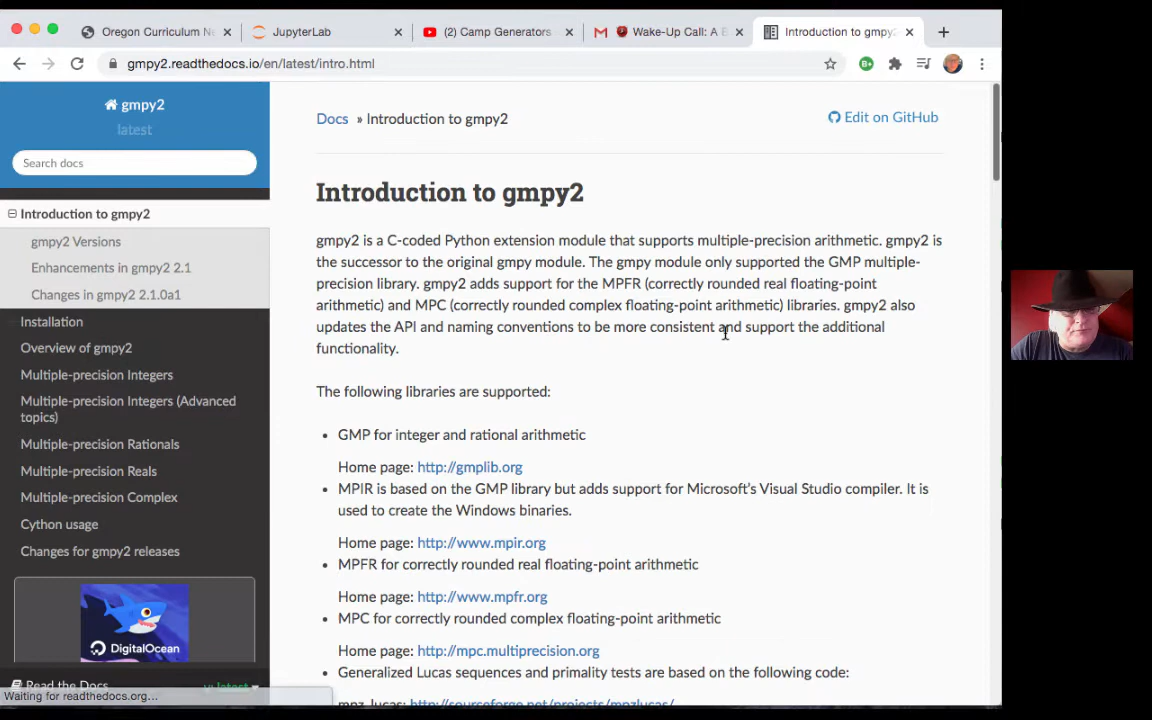 Oregon Curriculum Ne
JupyterLab
(2) Camp Generators
Wake-Up Call: A B
Introduction to gmpy2
gmpy2.readthedocs.io/en/latest/intro.html
gmpy2
latest
Search docs
Introduction to gmpy2
gmpy2 Versions
Enhancements in gmpy2 2.1
Changes in gmpy2 2.1.0a1
Installation
Overview of gmpy2
Multiple-precision Integers
Multiple-precision Integers (Advanced
topics)
Multiple-precision Rationals
Multiple-precision Reals
Multiple-precision Complex
Cython usage
Changes for gmpy2 releases
DigitalOcean
Read the Docs
v: latest
Waiting for readthedocs.org...
Docs » Introduction to gmpy2
Edit on GitHub
Introduction to gmpy2
gmpy2 is a C-coded Python extension module that supports multiple-precision arithmetic. gmpy2 is
the successor to the original gmpy module. The gmpy module only supported the GMP multiple-
precision library. gmpy2 adds support for the MPFR (correctly rounded real floating-point
arithmetic) and MPC (correctly rounded complex floating-point arithmetic) libraries. gmpy2 also
updates the API and naming conventions to be more consistent and support the additional
functionality.
The following libraries are supported:
• GMP for integer and rational arithmetic
Home page: http://gmplib.org
• MPIR is based on the GMP library but adds support for Microsoft's Visual Studio compiler. It is
used to create the Windows binaries.
Home page: http://www.mpir.org
• MPFR for correctly rounded real floating-point arithmetic
Home page: http://www.mpfr.org
• MPC for correctly rounded complex floating-point arithmetic
Home page: http://mpc.multiprecision.org
• Generalized Lucas sequences and primality tests are based on the following code:
mpz_lucas: http://sourceforge.net/projects/mpzlucas/